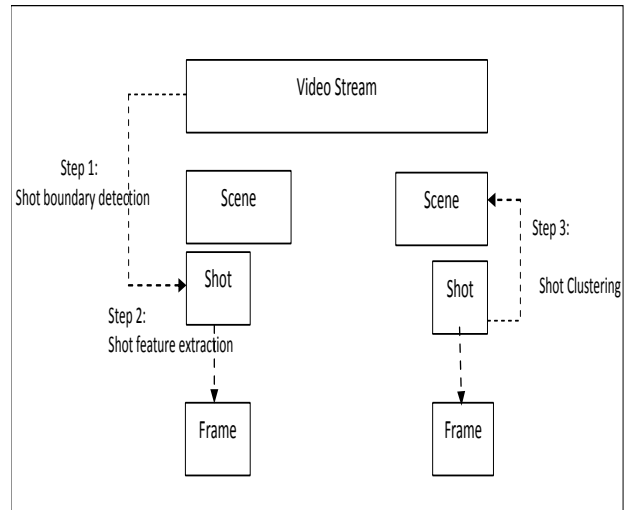 Video Stream
Step 1:
Shot boundary detection
Scene
Scene
Step 3:
Shot Clustering
Shot
Shot
Step 2:
Shot feature extraction
Frame
Frame